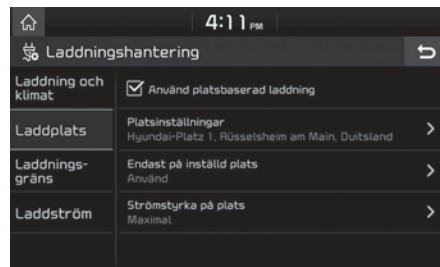 4:11 PM
Laddningshantering
Laddning och
klimat
Använd platsbaserad laddning
Laddplats
Platsinställningar
Hyundai-Platz 1, Rüsselsheim am Main, Duitsland
Laddnings-
gräns
Endast på inställd plats
Använd
Laddström
Strömstyrka på plats
Maximal